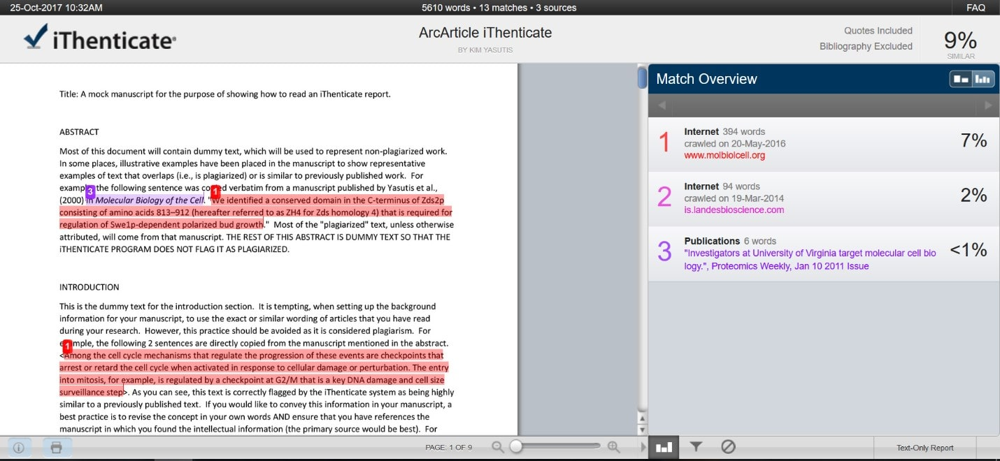 25-Oct-2017 10:32AM
5610 words • 13 matches • 3 sources
FAQ
iThenticate®
ArcArticle iThenticate
BY KIM YASUTIS
Quotes Included
Bibliography Excluded
9%
SIMILAR
Title: A mock manuscript for the purpose of showing how to read an iThenticate report.
ABSTRACT
Most of this document will contain dummy text, which will be used to represent non-plagiarized work.
In some places, illustrative examples have been placed in the manuscript to show representative
examples of text that overlaps (i.e., is plagiarized) or is similar to previously published work. For
exampl 3 the following sentence was co 1 ed verbatim from a manuscript published by Yasutis et al.,
(2000) in Molecular Biology of the Cell. "We identified a conserved domain in the C-terminus of Zds2p
consisting of amino acids 813–912 (hereafter referred to as ZH4 for Zds homology 4) that is required for
regulation of Swe1p-dependent polarized bud growth." Most of the "plagiarized" text, unless otherwise
attributed, will come from that manuscript. THE REST OF THIS ABSTRACT IS DUMMY TEXT SO THAT THE
iTHENTICATE PROGRAM DOES NOT FLAG IT AS PLAGIARIZED.
INTRODUCTION
This is the dummy text for the introduction section. It is tempting, when setting up the background
information for your manuscript, to use the exact or similar wording of articles that you have read
during your research. However, this practice should be avoided as it is considered plagiarism. For
e 1 mple, the following 2 sentences are directly copied from the manuscript mentioned in the abstract.
<Among the cell cycle mechanisms that regulate the progression of these events are checkpoints that
arrest or retard the cell cycle when activated in response to cellular damage or perturbation. The entry
into mitosis, for example, is regulated by a checkpoint at G2/M that is a key DNA damage and cell size
surveillance step>. As you can see, this text is correctly flagged by the iThenticate system as being highly
similar to a previously published text. If you would like to convey this information in your manuscript, a
best practice is to revise the concept in your own words AND ensure that you have references the
manuscript in which you found the intellectual information (the primary source would be best). For
Match Overview
1
Internet 394 words
crawled on 20-May-2016
www.molbiolcell.org
7%
2
Internet 94 words
crawled on 19-Mar-2014
is.landesbioscience.com
2%
3
Publications 6 words
"Investigators at University of Virginia target molecular cell bio
logy.", Proteomics Weekly, Jan 10 2011 Issue
<1%
PAGE: 1 OF 9
Text-Only Report